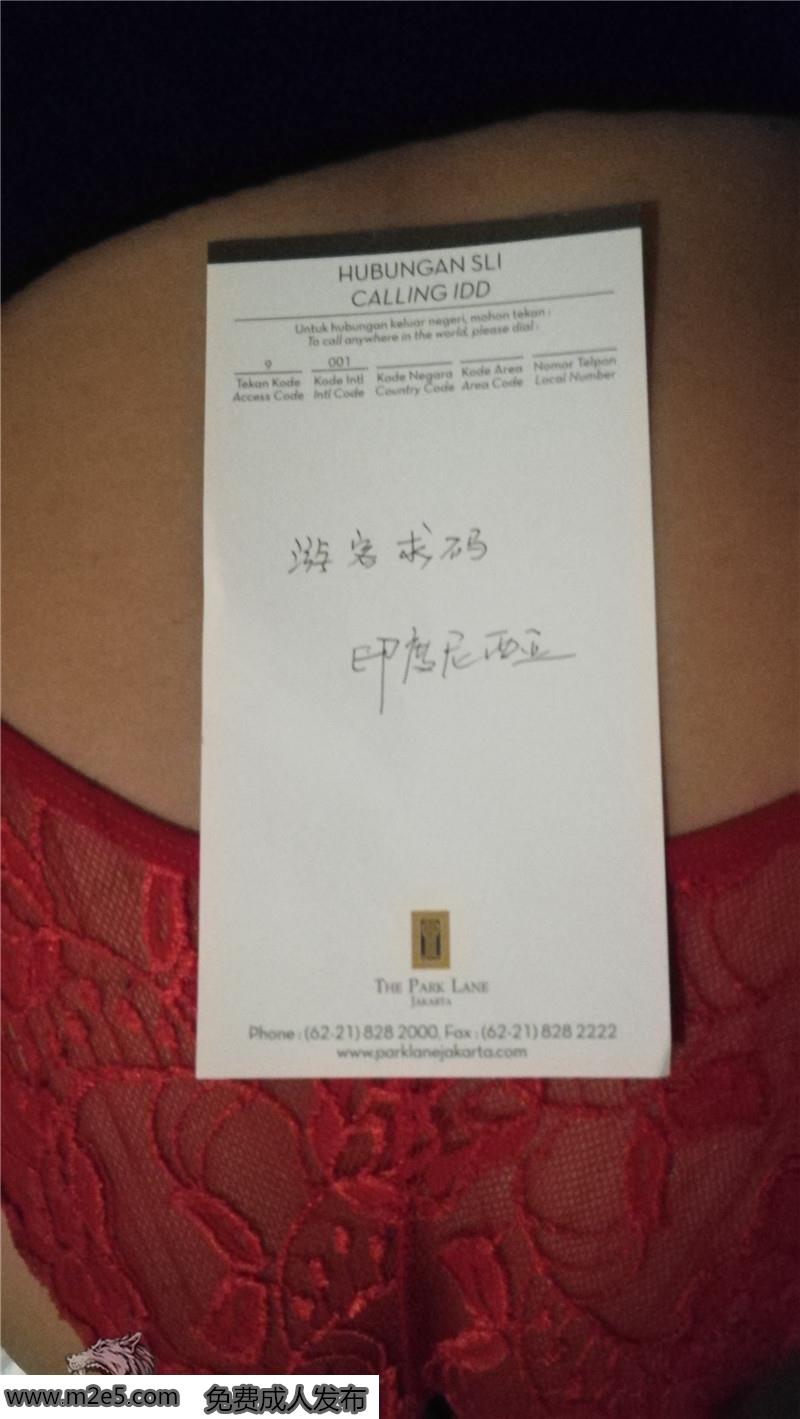 HUBUNGAN SLI
CALLING IDD
Untuk hubungan keluar negeri, mohon tekan :
To call anywhere in the world, please dial :
9 001
Tekan Kode Kode Intl Kode Negara Kode Area Nomor Telpon
Access Code Intl Code Country Code Area Code Local Number
游客求码
印度尼西亚
THE PARK LANE
JAKARTA
Phone : (62-21) 828 2000, Fax : (62-21) 828 2222
www.parklanejakarta.com
www.m2e5.com 免费成人发布